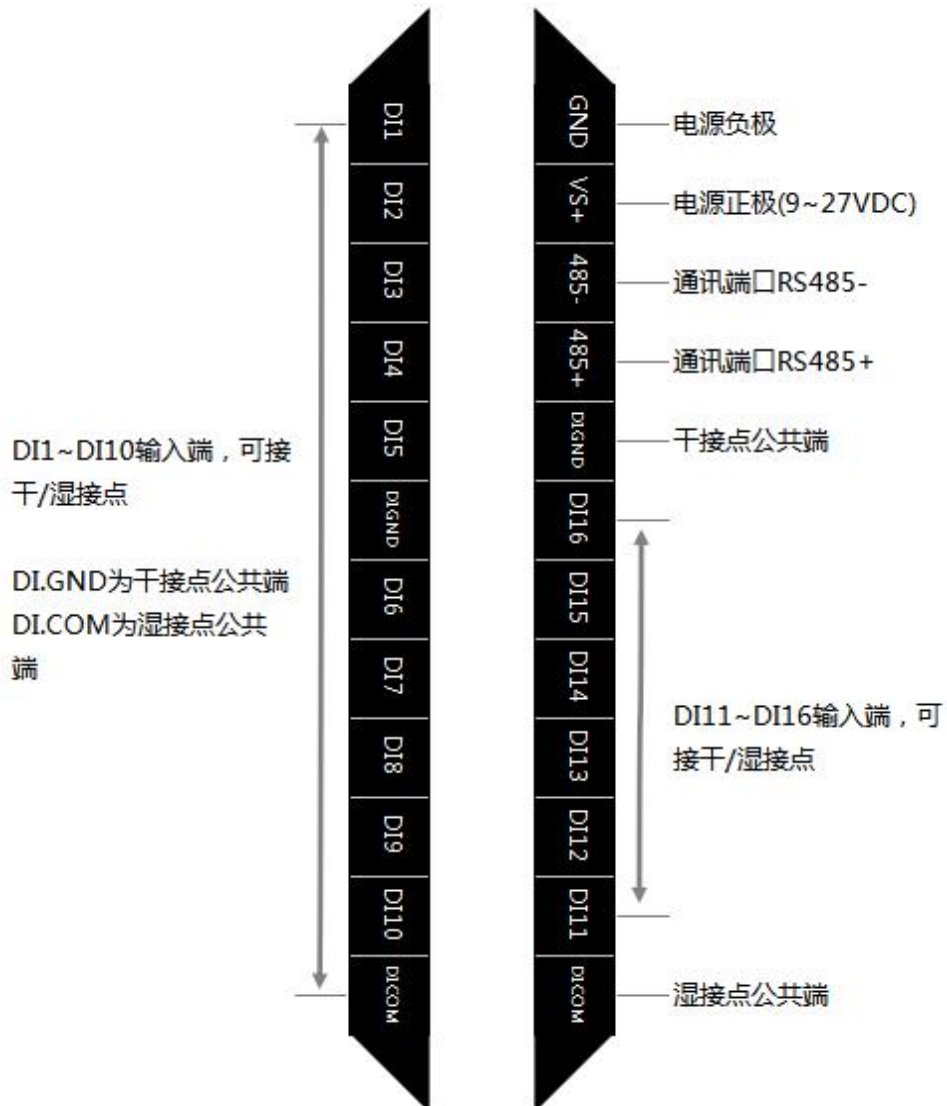 DI1
DI2
DI3
DI4
DI5
DIGND
DI6
DI7
DI8
DI9
DI10
DICOM
DI1~DI10输入端，可接
干/湿接点
DI.GND为干接点公共端
DI.COM为湿接点公共
端
GND
电源负极
VS+
电源正极(9~27VDC)
485-
通讯端口RS485-
485+
通讯端口RS485+
DIGND
干接点公共端
DI16
DI15
DI14
DI13
DI12
DI11
DI11~DI16输入端，可
接干/湿接点
DICOM
湿接点公共端